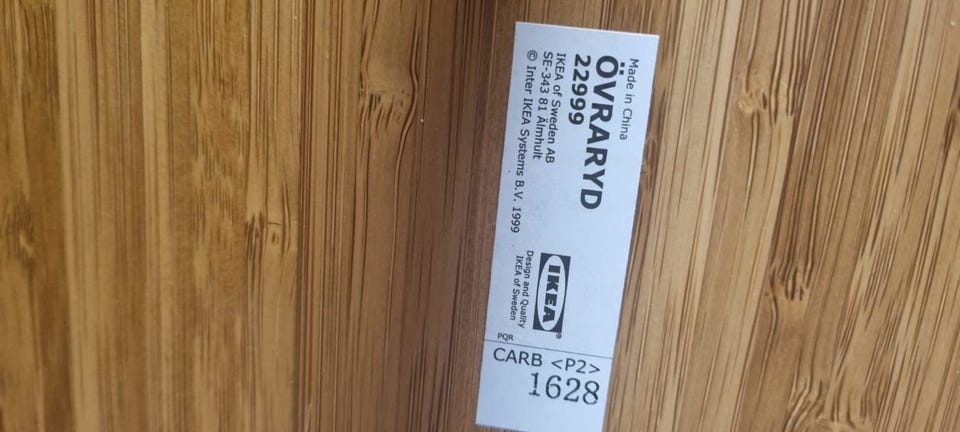 Made in China
ÖVRARYD
22999
IKEA of Sweden AB
SE-343 81 Älmhult
© Inter IKEA Systems B.V. 1999
IKEA®
Design and Quality
IKEA of Sweden
PQR
CARB <P2>
1628